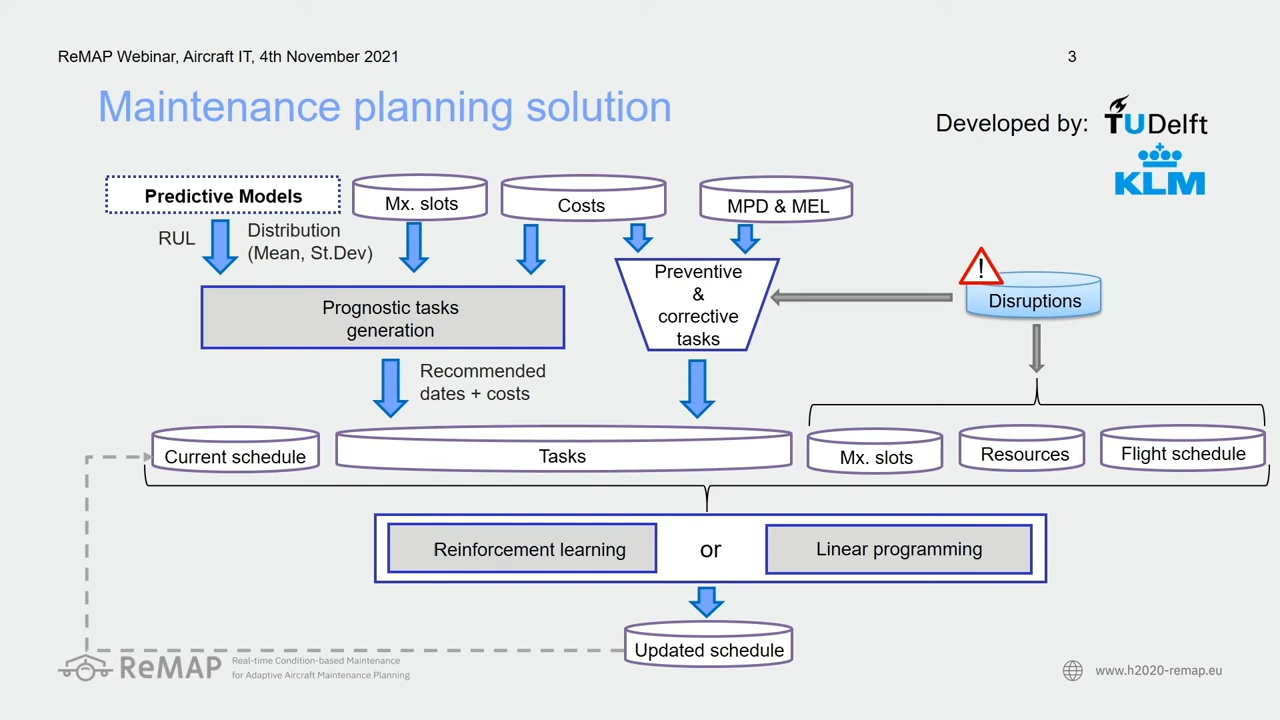 ReMAP Webinar, Aircraft IT, 4th November 2021
3
Maintenance planning solution
Developed by:
TUDelft
KLM
Predictive Models
Mx. slots
Costs
MPD & MEL
RUL
Distribution
(Mean, St.Dev)
Preventive
&
corrective
tasks
!
Disruptions
Prognostic tasks
generation
Recommended
dates + costs
Current schedule
Tasks
Mx. slots
Resources
Flight schedule
Reinforcement learning
or
Linear programming
Updated schedule
ReMAP
Real-time Condition-based Maintenance
for Adaptive Aircraft Maintenance Planning
www.h2020-remap.eu